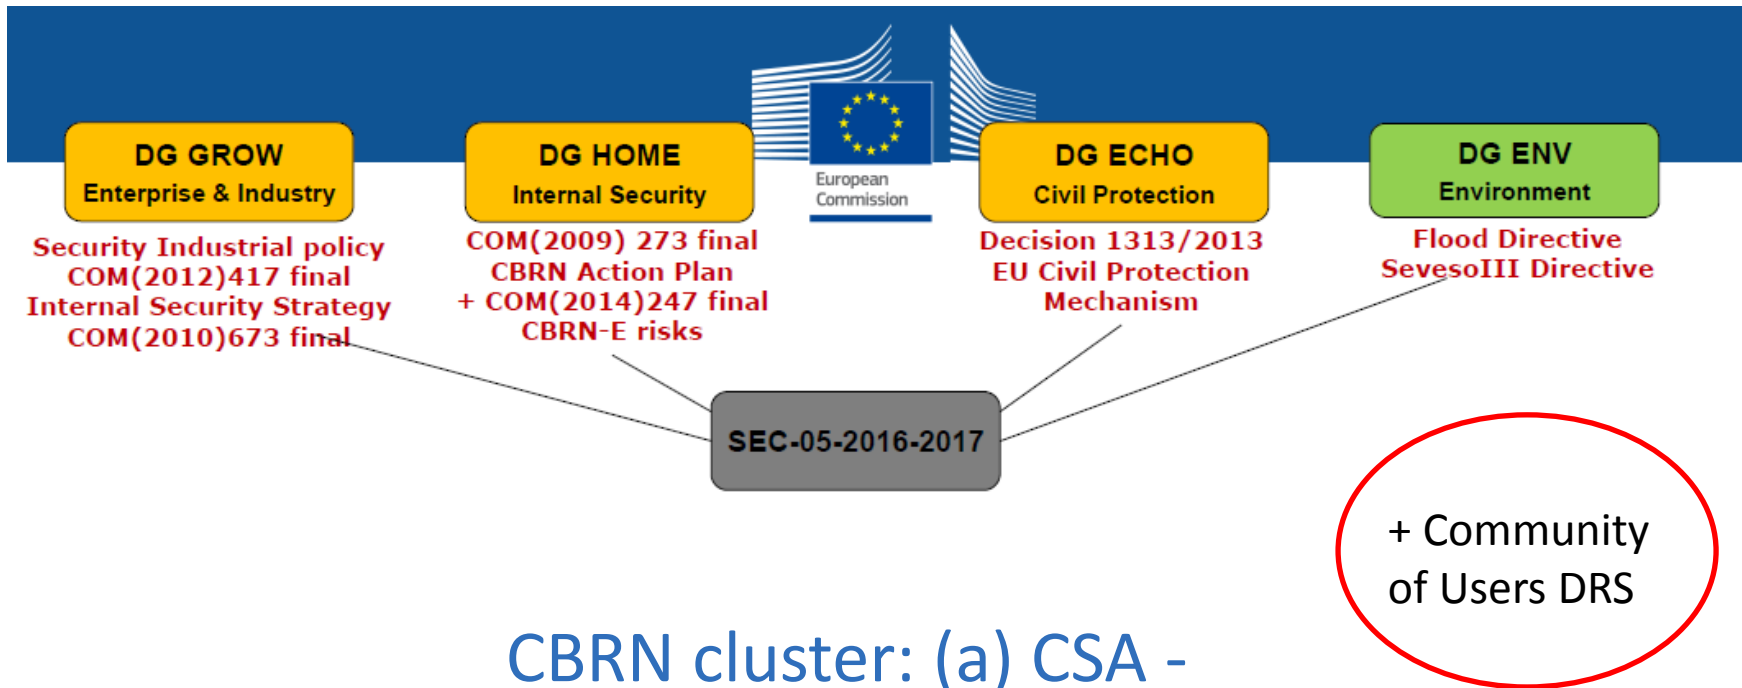 DG GROW
Enterprise & Industry
Security Industrial policy
COM(2012)417 final
Internal Security Strategy
COM(2010)673 final
DG HOME
Internal Security
COM(2009) 273 final
CBRN Action Plan
+ COM(2014)247 final
CBRN-E risks
European
Commission
DG ECHO
Civil Protection
Decision 1313/2013
EU Civil Protection
Mechanism
DG ENV
Environment
Flood Directive
SevesoIII Directive
SEC-05-2016-2017
+ Community
of Users DRS
CBRN cluster: (a) CSA -